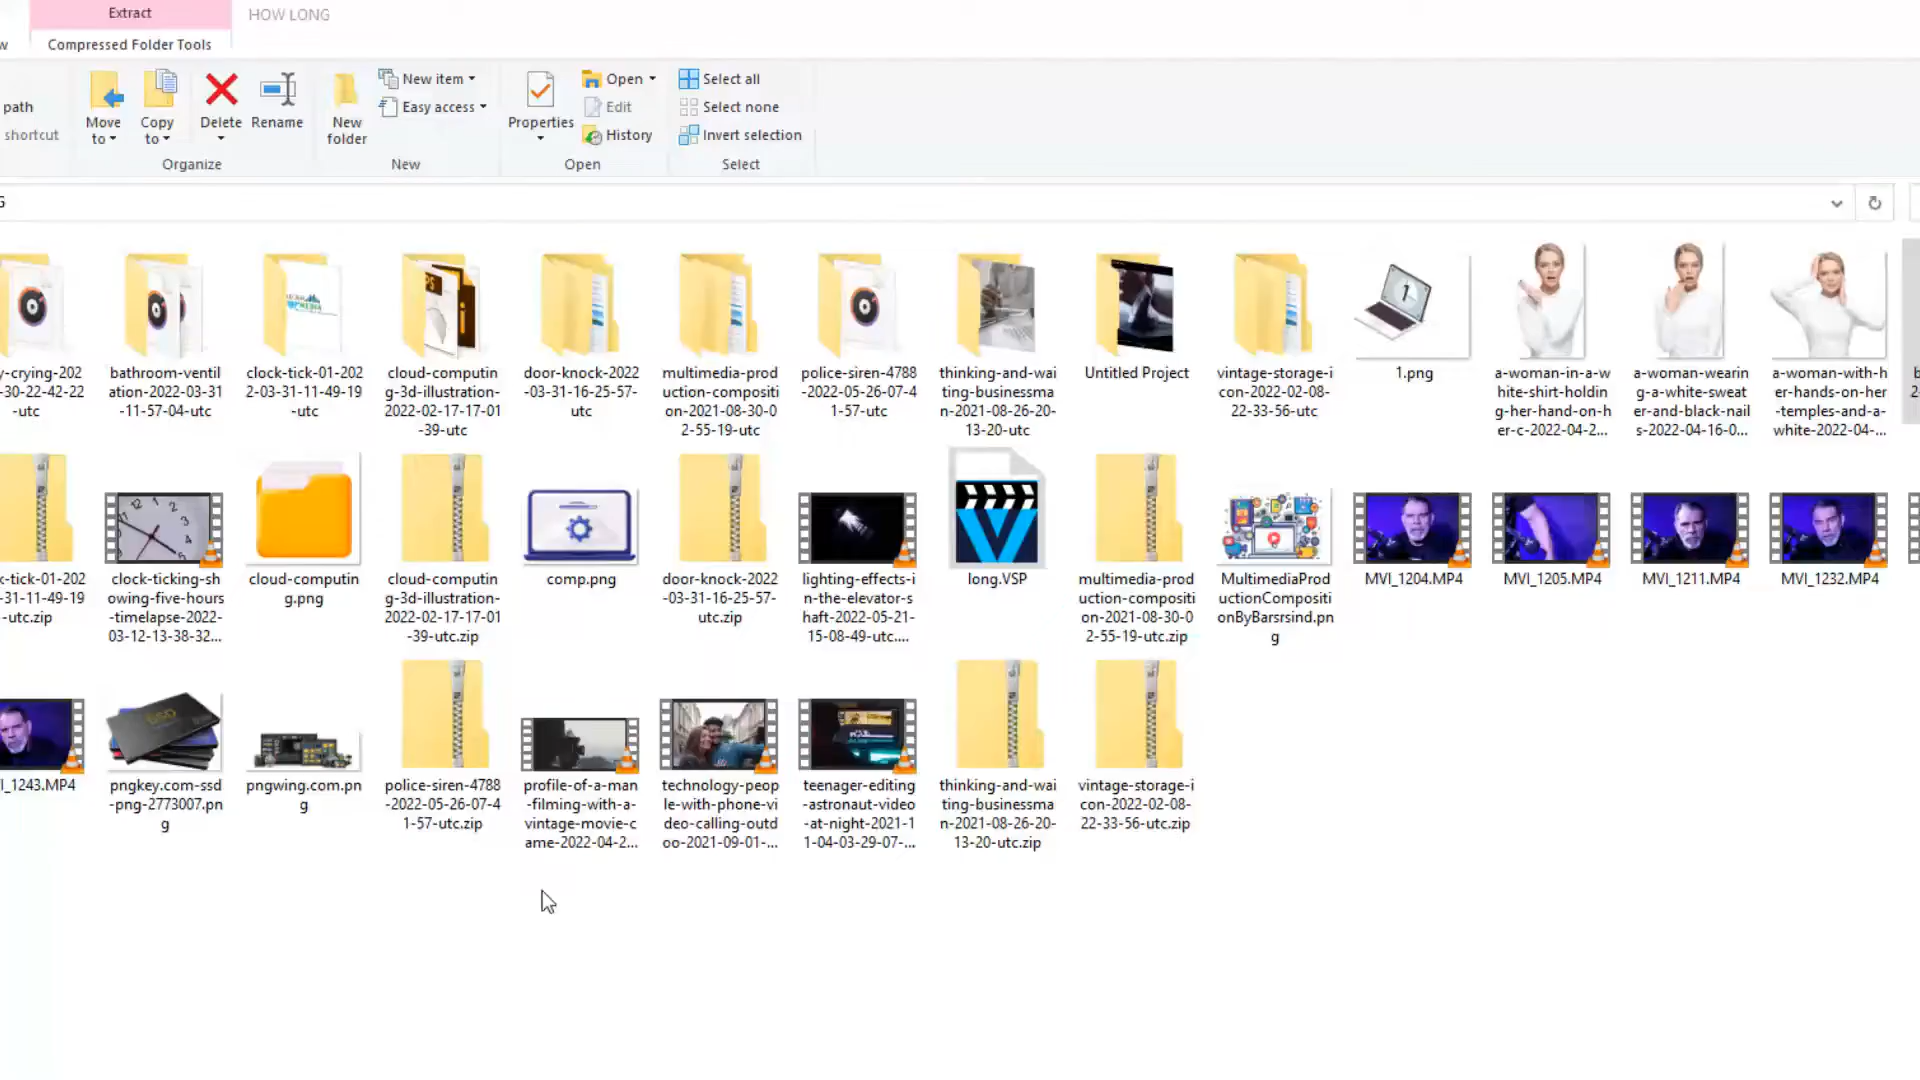 Extract
HOW LONG
w
Compressed Folder Tools
path
shortcut
Move
to
Copy
to
Delete
Rename
New
folder
New item
Easy access
Properties
Open
Edit
History
Select all
Select none
Invert selection
Organize
New
Open
Select
G
y-crying-202
-30-22-42-22
-utc
bathroom-ventil
ation-2022-03-31
-11-57-04-utc
clock-tick-01-202
2-03-31-11-49-19
-utc
cloud-computin
g-3d-illustration-
2022-02-17-17-01
-39-utc
door-knock-2022
-03-31-16-25-57-
utc
multimedia-prod
uction-compositi
on-2021-08-30-0
2-55-19-utc
police-siren-4788
-2022-05-26-07-4
1-57-utc
thinking-and-wai
ting-businessma
n-2021-08-26-20-
13-20-utc
Untitled Project
vintage-storage-i
con-2022-02-08-
22-33-56-utc
1.png
a-woman-in-a-w
hite-shirt-holdin
g-her-hand-on-h
er-c-2022-04-2...
a-woman-wearin
g-a-white-sweat
er-and-black-nail
s-2022-04-16-0...
a-woman-with-h
er-hands-on-her
-temples-and-a-
white-2022-04-...
k-tick-01-202
-31-11-49-19
-utc.zip
clock-ticking-sh
owing-five-hours
-timelapse-2022-
03-12-13-38-32...
cloud-computin
g.png
cloud-computin
g-3d-illustration-
2022-02-17-17-01
-39-utc.zip
comp.png
door-knock-2022
-03-31-16-25-57-
utc.zip
lighting-effects-i
n-the-elevator-s
haft-2022-05-21-
15-08-49-utc....
long.VSP
multimedia-prod
uction-compositi
on-2021-08-30-0
2-55-19-utc.zip
MultimediaProd
uctionCompositi
onByBarsrsind.pn
g
MVI_1204.MP4
MVI_1205.MP4
MVI_1211.MP4
MVI_1232.MP4
I_1243.MP4
pngkey.com-ssd
-png-2773007.pn
g
pngwing.com.pn
g
police-siren-4788
-2022-05-26-07-4
1-57-utc.zip
profile-of-a-man
-filming-with-a-
vintage-movie-c
ame-2022-04-2...
technology-peop
le-with-phone-vi
deo-calling-outd
oo-2021-09-01-...
teenager-editing
-astronaut-video
-at-night-2021-1
1-04-03-29-07-...
thinking-and-wai
ting-businessma
n-2021-08-26-20-
13-20-utc.zip
vintage-storage-i
con-2022-02-08-
22-33-56-utc.zip